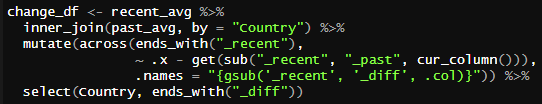 change_df <- recent_avg %>%
  inner_join(past_avg, by = "Country") %>%
  mutate(across(ends_with("_recent"),
                ~ .x - get(sub("_recent", "_past", cur_column())),
                .names = "{gsub('_recent', '_diff', .col)}")) %>%
  select(Country, ends_with("_diff"))